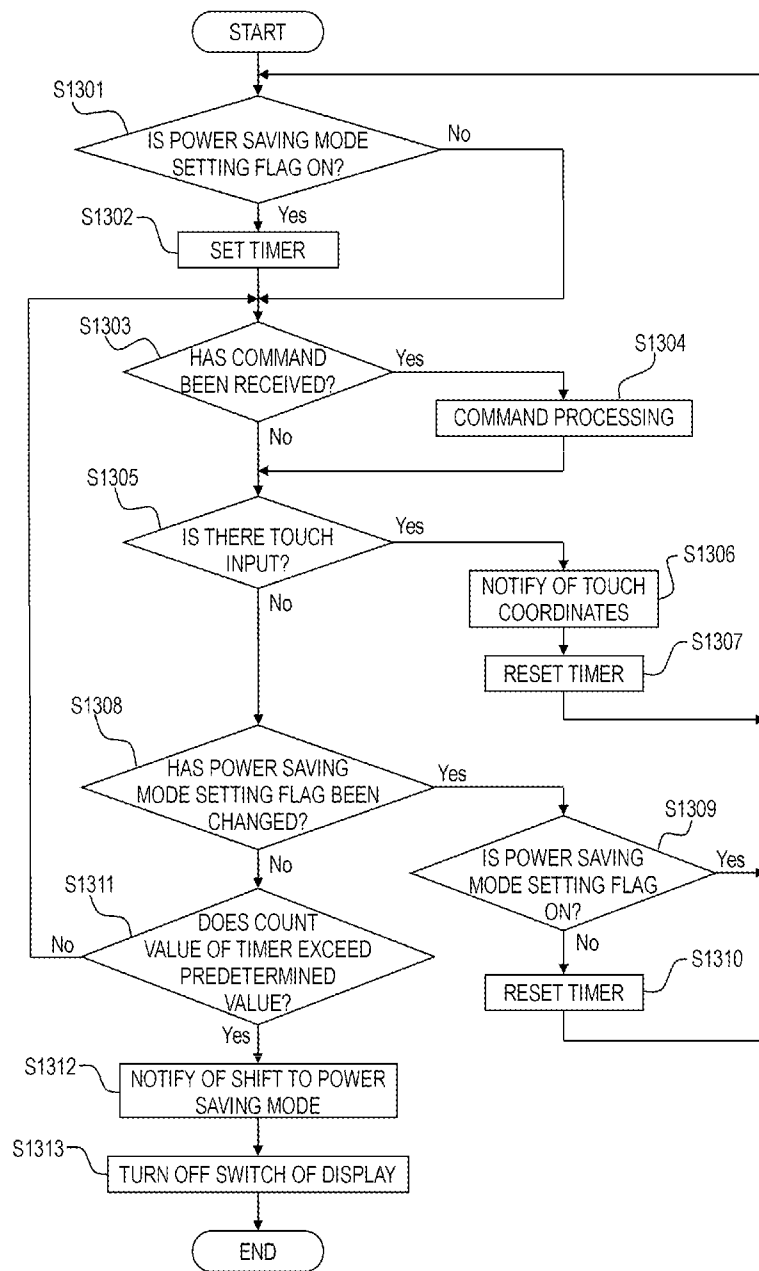 START
S1301
IS POWER SAVING MODE
SETTING FLAG ON?
No
Yes
S1302
SET TIMER
S1303
HAS COMMAND
BEEN RECEIVED?
Yes
No
S1304
COMMAND PROCESSING
S1305
IS THERE TOUCH
INPUT?
Yes
No
S1306
NOTIFY OF TOUCH
COORDINATES
S1307
RESET TIMER
S1308
HAS POWER SAVING
MODE SETTING FLAG BEEN
CHANGED?
Yes
No
S1309
IS POWER SAVING
MODE SETTING FLAG
ON?
Yes
No
S1310
RESET TIMER
S1311
DOES COUNT
VALUE OF TIMER EXCEED
PREDETERMINED
VALUE?
No
Yes
S1312
NOTIFY OF SHIFT TO POWER
SAVING MODE
S1313
TURN OFF SWITCH OF DISPLAY
END